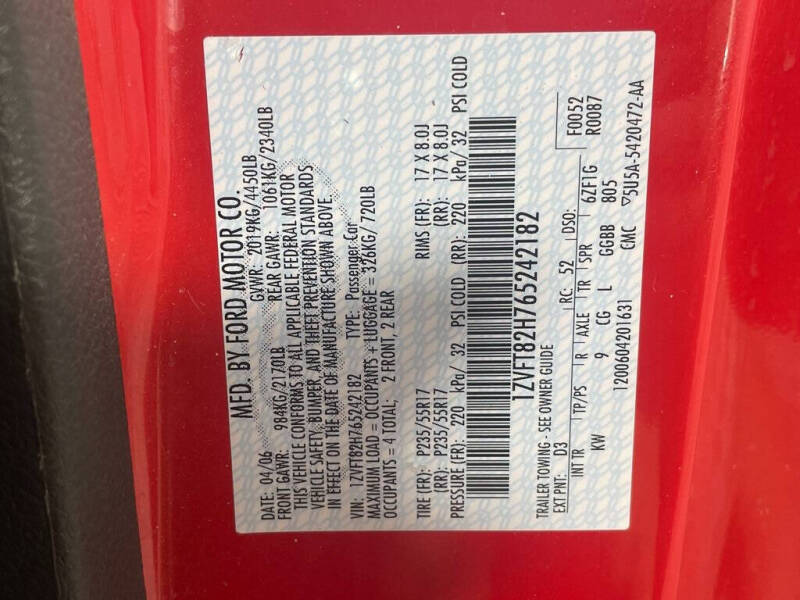 MFD. BY FORD MOTOR CO.
DATE: 04/06 GVWR: 2019KG/4450LB
FRONT GAWR: 984KG/2170LB REAR GAWR: 1061KG/2340LB
THIS VEHICLE CONFORMS TO ALL APPLICABLE FEDERAL MOTOR
VEHICLE SAFETY, BUMPER, AND THEFT PREVENTION STANDARDS
IN EFFECT ON THE DATE OF MANUFACTURE SHOWN ABOVE.
VIN: 1ZVFT82H765242182 TYPE: Passenger Car
MAXIMUM LOAD = OCCUPANTS + LUGGAGE = 326KG/ 720LB
OCCUPANTS = 4 TOTAL; 2 FRONT, 2 REAR
TIRE (FR): P235/55R17 RIMS (FR): 17 X 8.0J
(RR): P235/55R17 (RR): 17 X 8.0J
PRESSURE (FR): 220 kPa/ 32 PSI COLD (RR): 220 kPa/ 32 PSI COLD
1ZVFT82H765242182
TRAILER TOWING - SEE OWNER GUIDE
EXT PNT: D3 RC: 52 DSO: F0052
INT TR TP/PS R AXLE TR SPR R0087
KW 9 CG L GGBB 6ZF1G 805
1200604201631 GMC ▽5U5A-5420472-AA